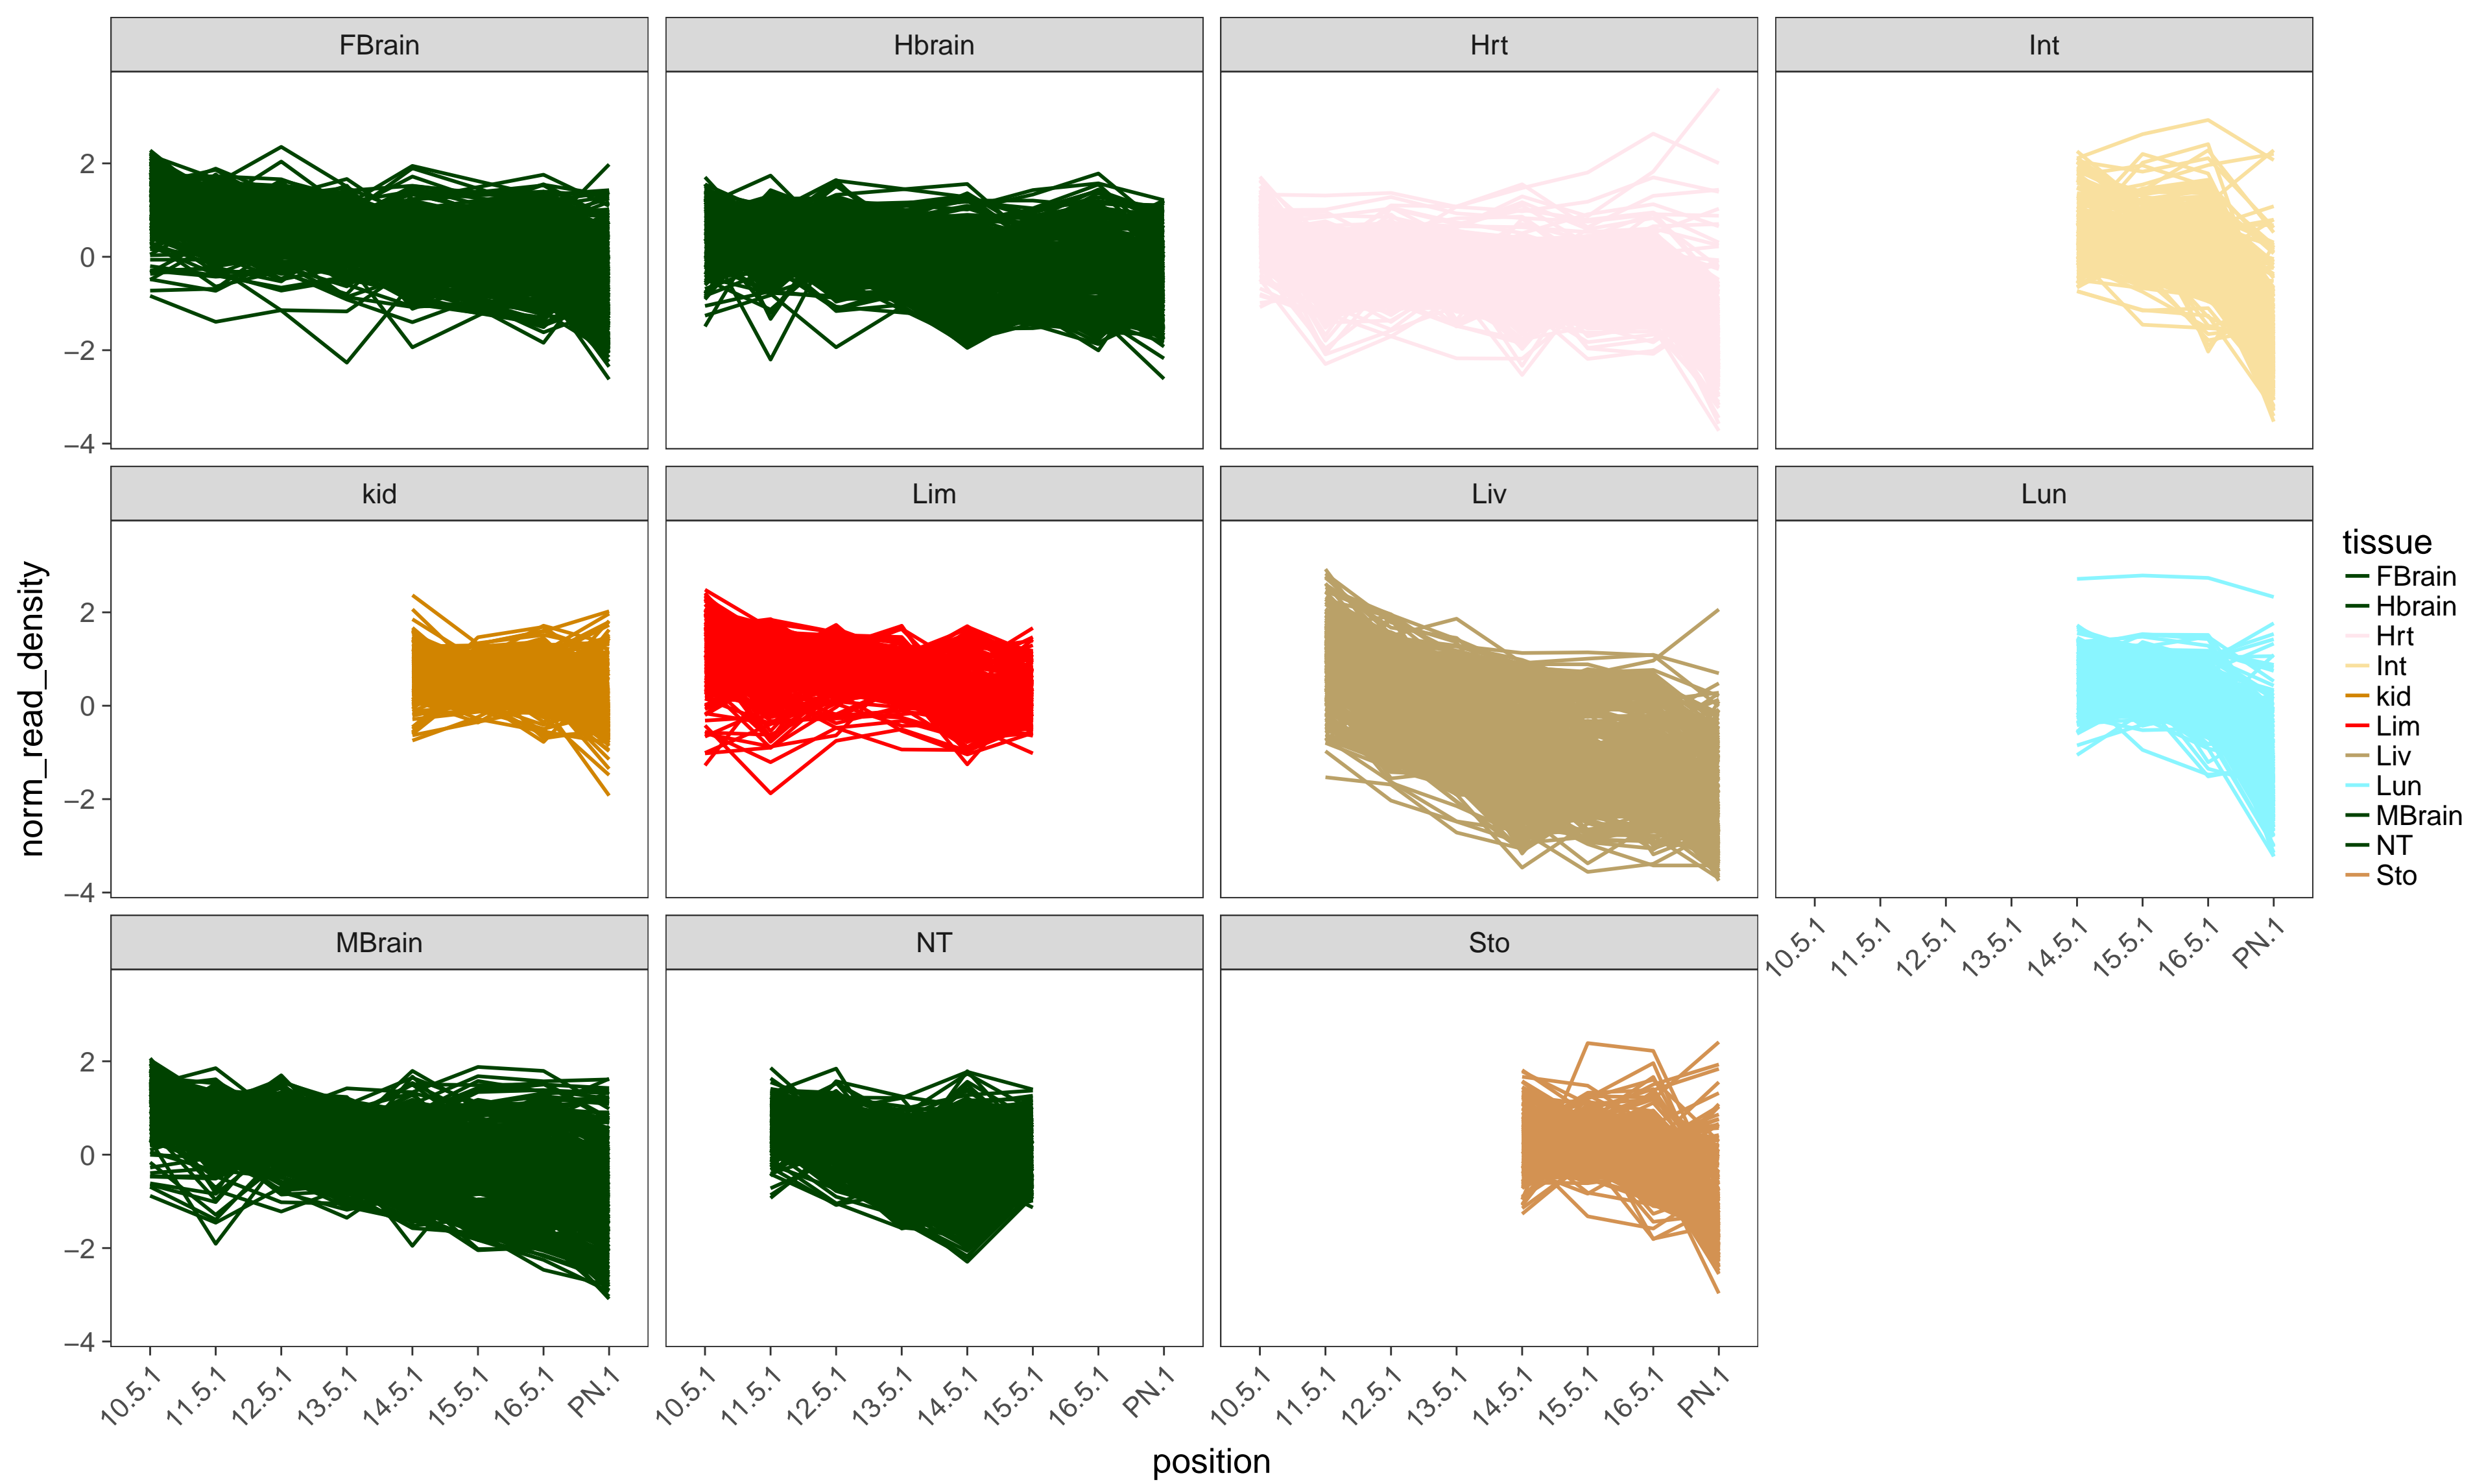 FBrain Hbrain Hrt Int
2
0
−2
−4
kid Lim Liv Lun
2
0
−2
−4
10.5.1 11.5.1 12.5.1 13.5.1 14.5.1 15.5.1 16.5.1 PN.1
MBrain NT Sto
2
0
−2
−4
10.5.1 11.5.1 12.5.1 13.5.1 14.5.1 15.5.1 16.5.1 PN.1 10.5.1 11.5.1 12.5.1 13.5.1 14.5.1 15.5.1 16.5.1 PN.1 10.5.1 11.5.1 12.5.1 13.5.1 14.5.1 15.5.1 16.5.1 PN.1
position
norm_read_density
tissue
FBrain
Hbrain
Hrt
Int
kid
Lim
Liv
Lun
MBrain
NT
Sto